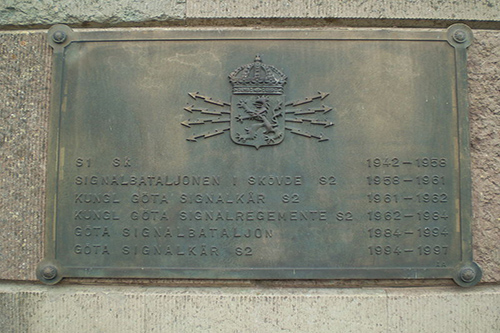 S1 SK 1942-1958
SIGNALBATALJONEN I SKÖVDE S2 1958-1961
KUNGL GÖTA SIGNALKÅR S2 1961-1962
KUNGL GÖTA SIGNALREGEMENTE S2 1962-1984
GÖTA SIGNALBATALJON 1984-1994
GÖTA SIGNALKÅR S2 1994-1997